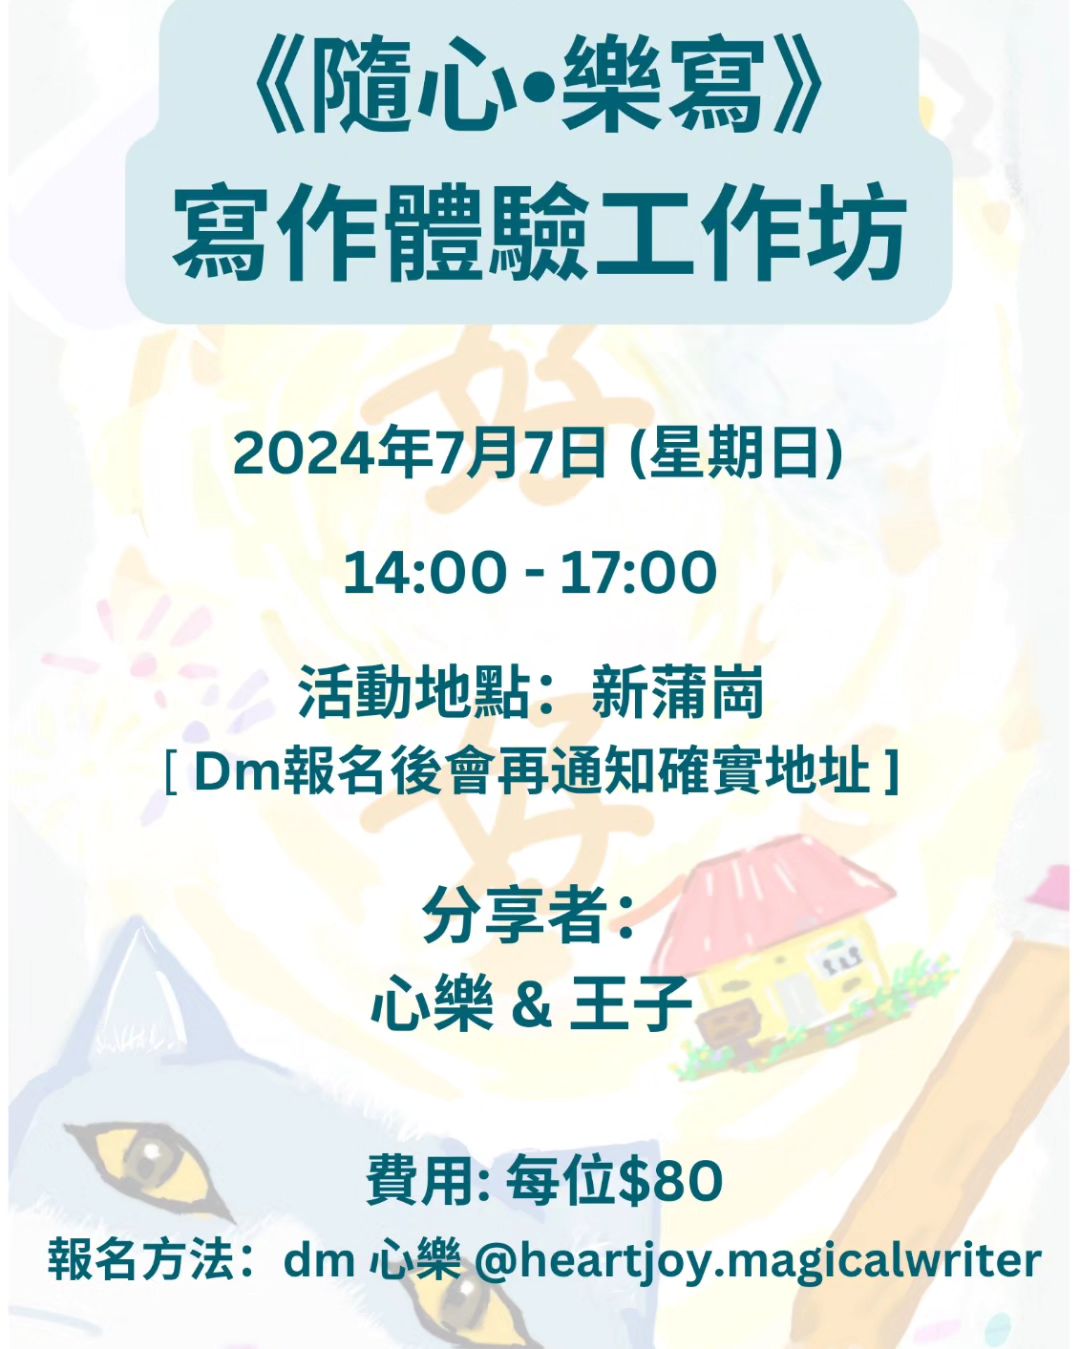 《隨心•樂寫》
寫作體驗工作坊
好
2024年7月7日 (星期日)
14:00 - 17:00
活動地點：新蒲崗
[ Dm報名後會再通知確實地址 ]
好
分享者：
心樂 & 王子
費用: 每位$80
報名方法：dm 心樂 @heartjoy.magicalwriter